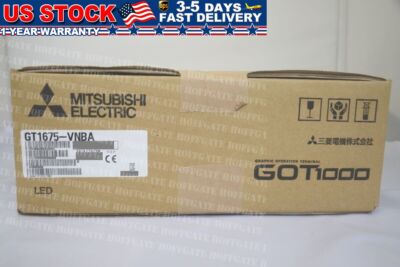 US STOCK
3-5 DAYS
FAST DELIVERY
1-YEAR-WARRANTY
MITSUBISHI
ELECTRIC
GT1675-VNBA
LED
三菱電機株式会社
GRAPHIC OPERATION TERMINAL
GOT1000
HOFFGATE